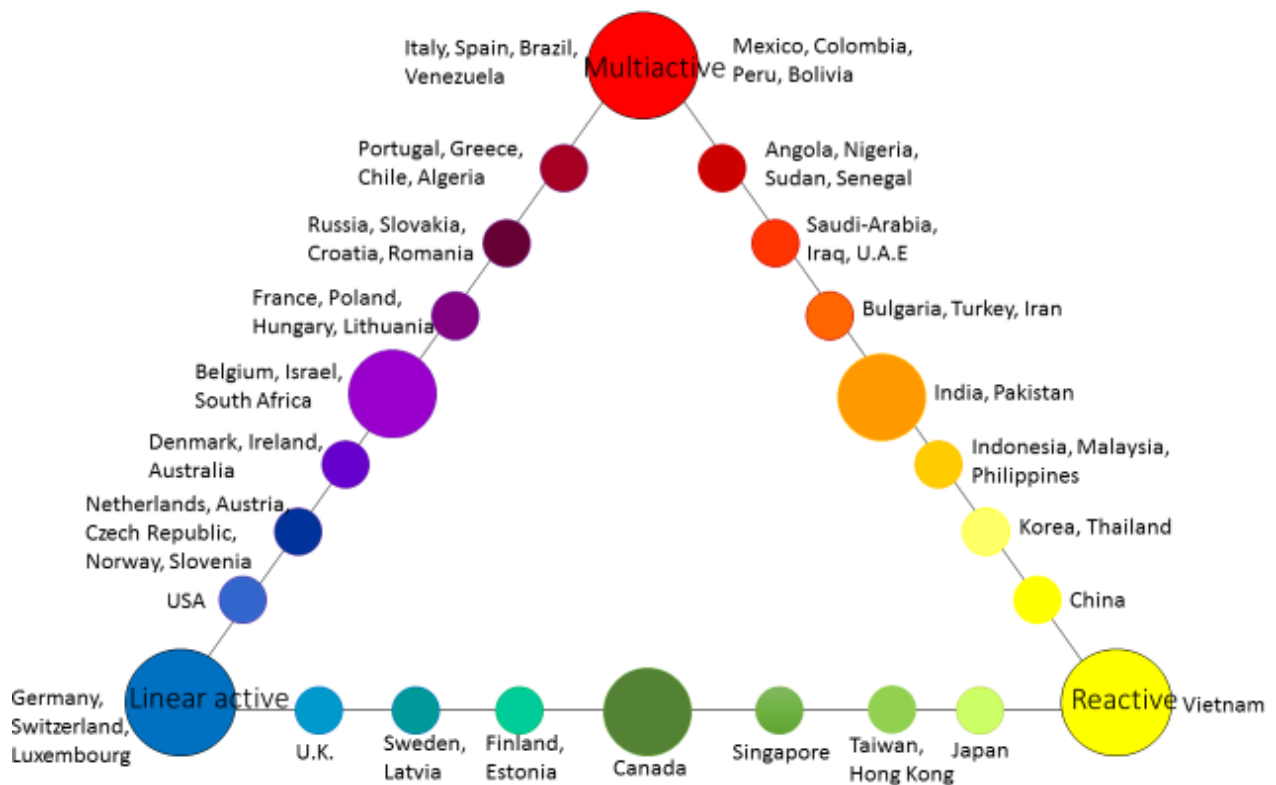 Italy, Spain, Brazil,
Venezuela
Multiactive
Mexico, Colombia,
Peru, Bolivia
Portugal, Greece,
Chile, Algeria
Angola, Nigeria,
Sudan, Senegal
Russia, Slovakia,
Croatia, Romania
Saudi-Arabia,
Iraq, U.A.E
France, Poland,
Hungary, Lithuania
Bulgaria, Turkey, Iran
Belgium, Israel,
South Africa
India, Pakistan
Denmark, Ireland,
Australia
Indonesia, Malaysia,
Philippines
Netherlands, Austria,
Czech Republic,
Norway, Slovenia
Korea, Thailand
USA
China
Germany,
Switzerland,
Luxembourg
Linear active
Reactive
Vietnam
U.K.
Sweden,
Latvia
Finland,
Estonia
Canada
Singapore
Taiwan,
Hong Kong
Japan